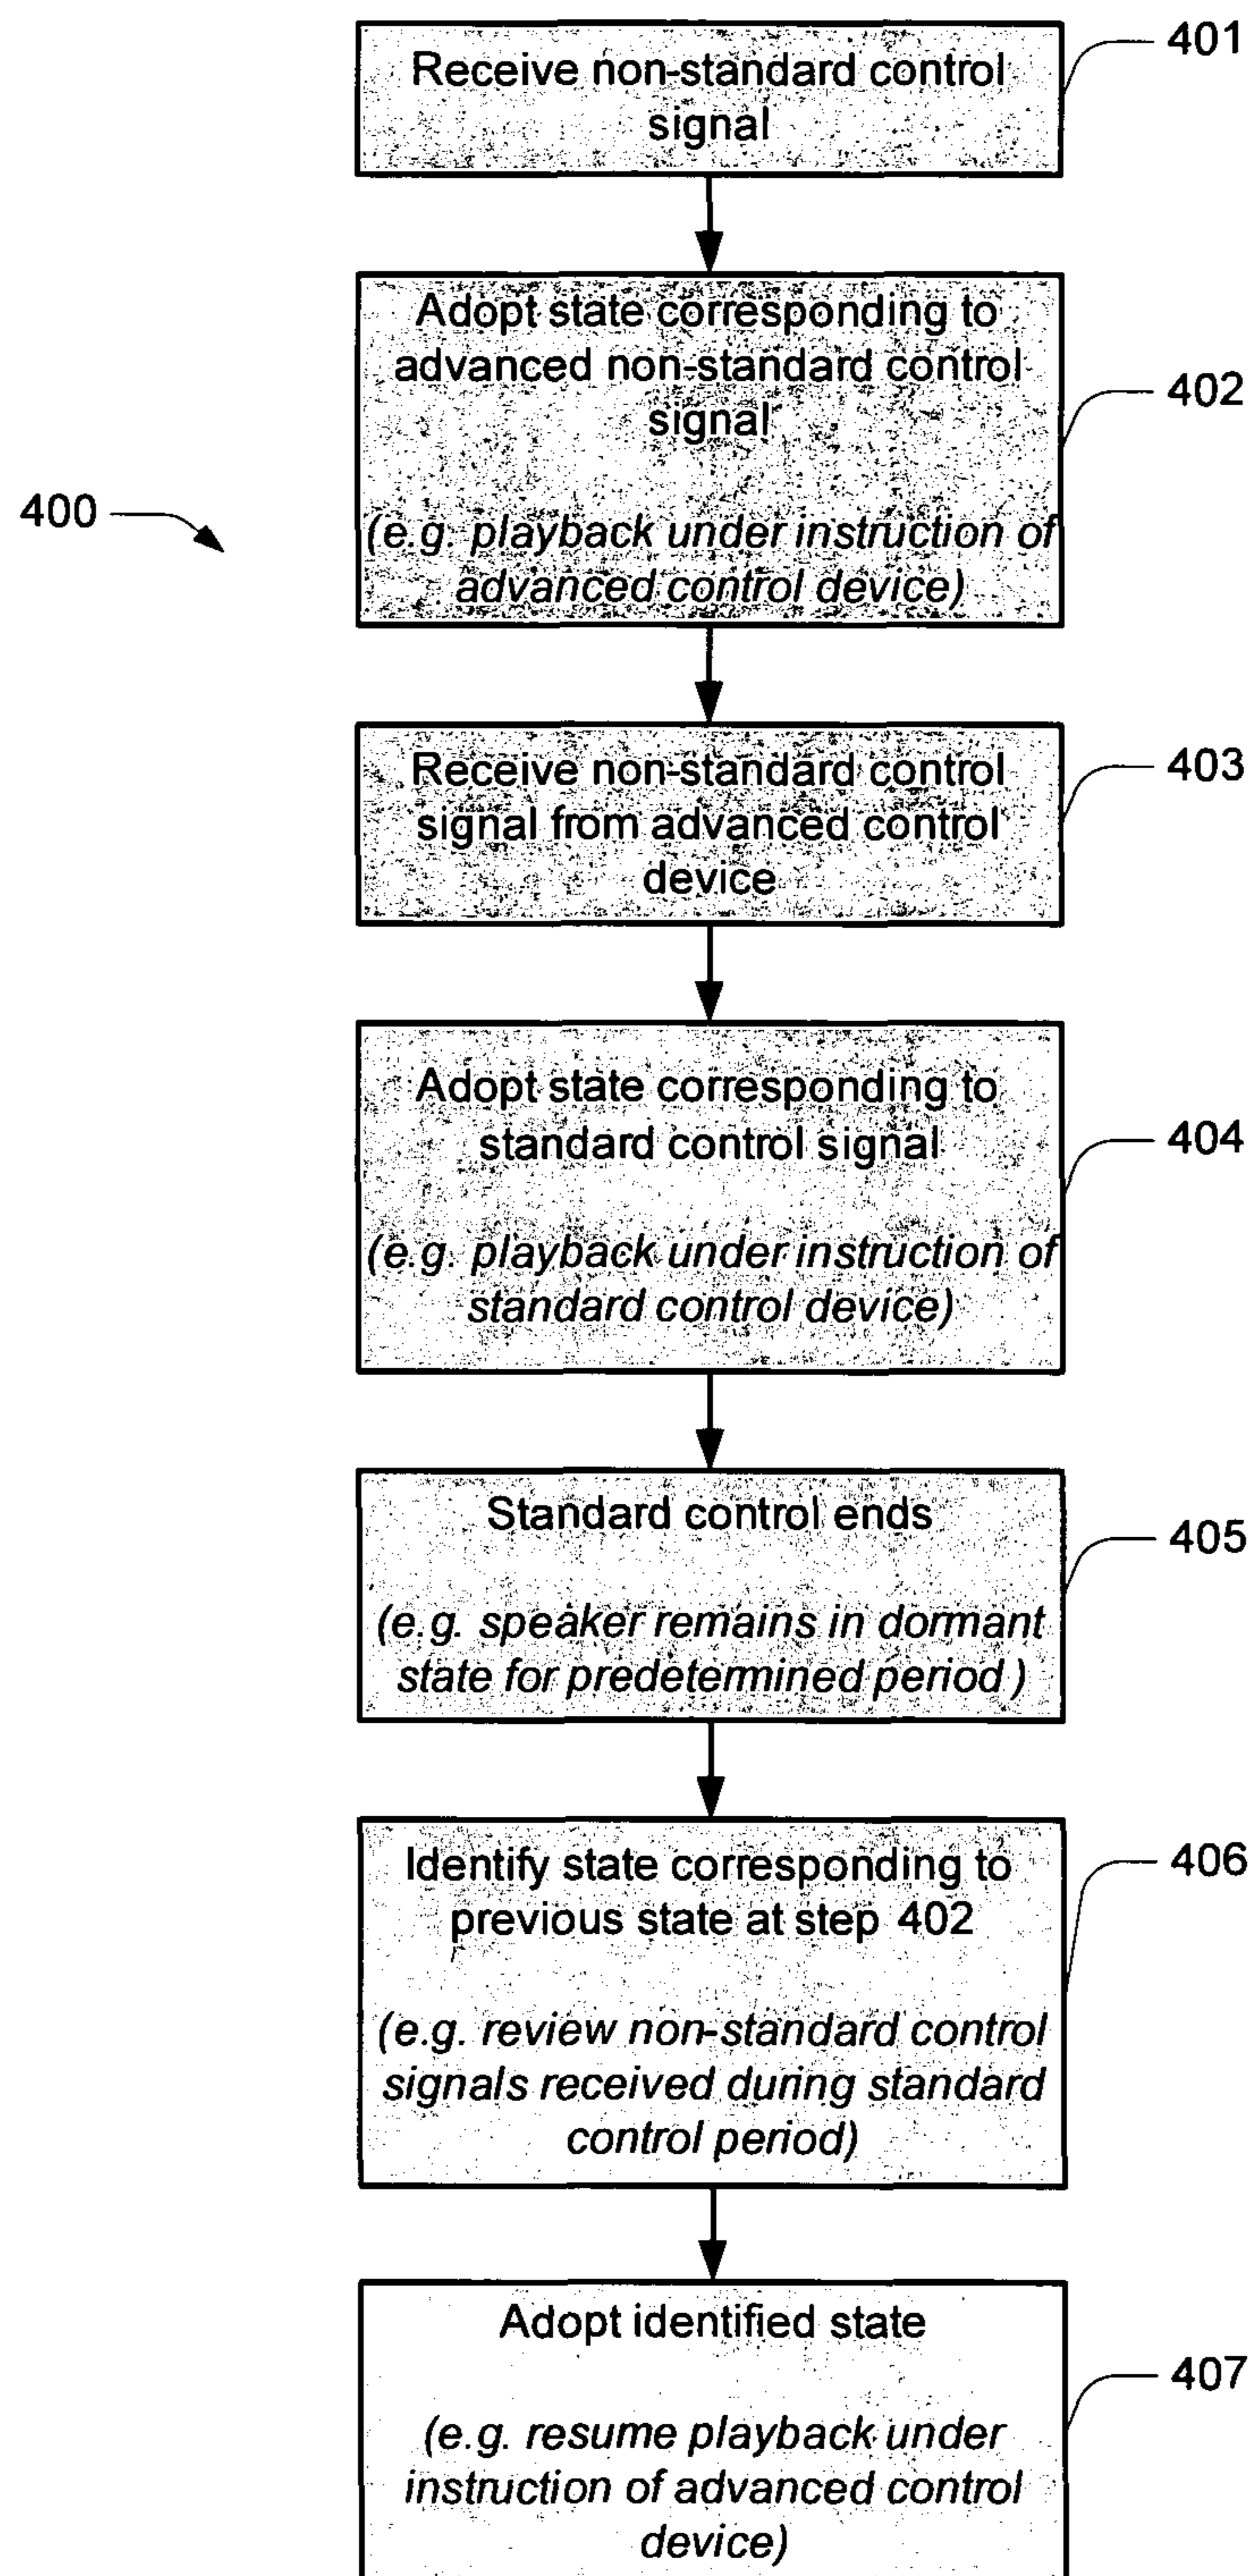 Receive non-standard control
signal
401
Adopt state corresponding to
advanced non-standard control
signal
(e.g. playback under instruction of
advanced control device)
402
400
Receive non-standard control
signal from advanced control
device
403
Adopt state corresponding to
standard control signal
(e.g. playback under instruction of
standard control device)
404
Standard control ends
(e.g. speaker remains in dormant
state for predetermined period )
405
Identify state corresponding to
previous state at step 402
(e.g. review non-standard control
signals received during standard
control period)
406
Adopt identified state
(e.g. resume playback under
instruction of advanced control
device)
407